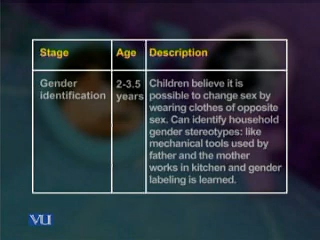 Stage Age Description
Gender identification 2-3.5 years Children believe it is
possible to change sex by
wearing clothes of opposite
sex. Can identify household
gender stereotypes: like
mechanical tools used by
father and the mother
works in kitchen and gender
labeling is learned.
VU